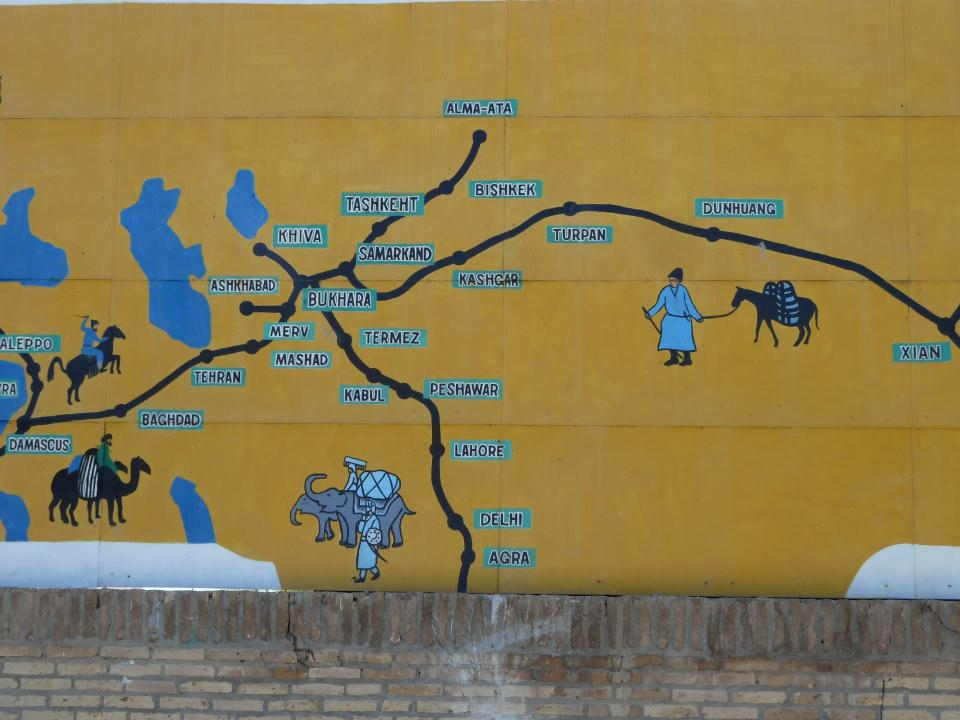 ALMA-ATA
BISHKEK
TASHKEHT
DUNHUANG
KHIVA
TURPAN
SAMARKAND
KASHGAR
ASHKHABAD
BUKHARA
MERV
TERMEZ
ALEPPO
XIAN
MASHAD
TEHRAN
KABUL
PESHAWAR
YRA
BAGHDAD
DAMASCUS
LAHORE
DELHI
AGRA